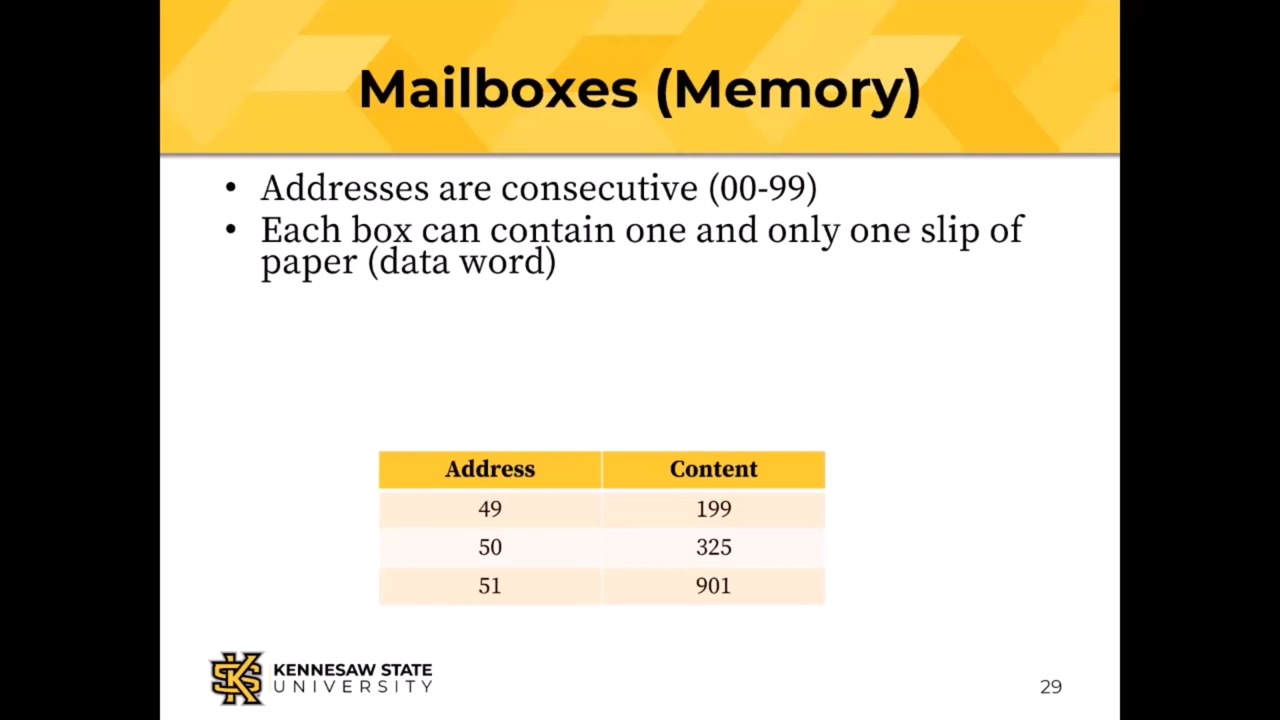 Mailboxes (Memory)
• Addresses are consecutive (00-99)
• Each box can contain one and only one slip of
paper (data word)
Address Content
49 199
50 325
51 901
KENNESAW STATE
UNIVERSITY
29